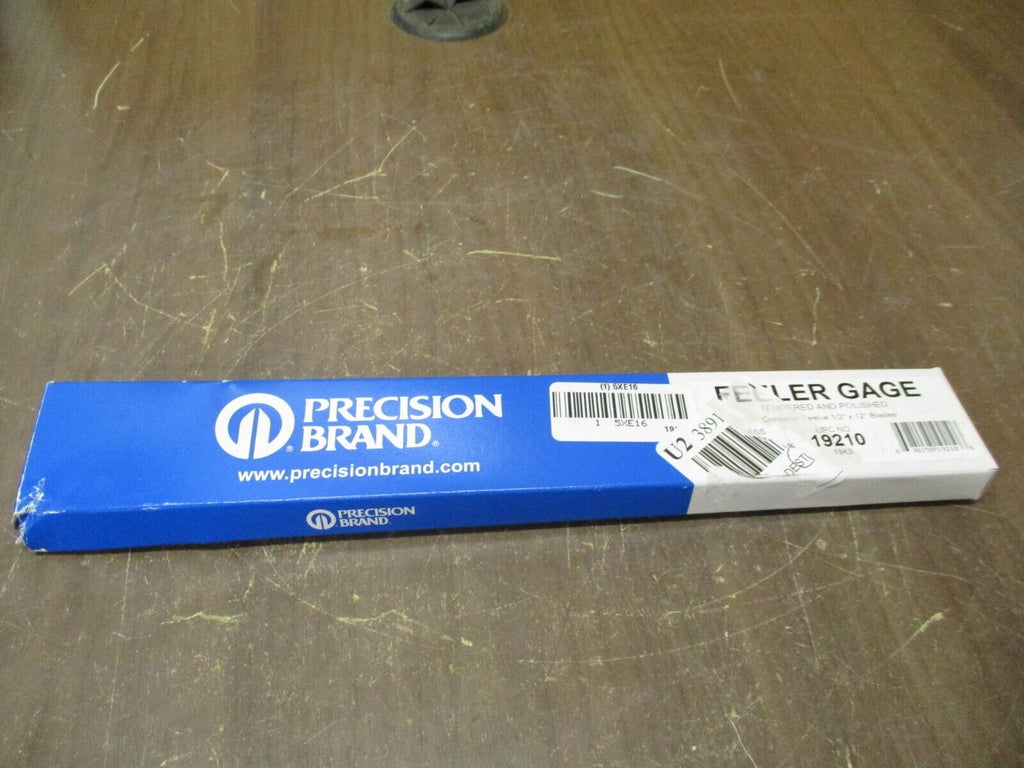 PRECISION
BRAND®
www.precisionbrand.com
PRECISION
BRAND.
(1) 5XE16
1 5XE16
U2 3891
FEELER GAGE
TEMPERED AND POLISHED
Contains Twelve 1/2" x 12" Blades
UPC NO
19210
19K3